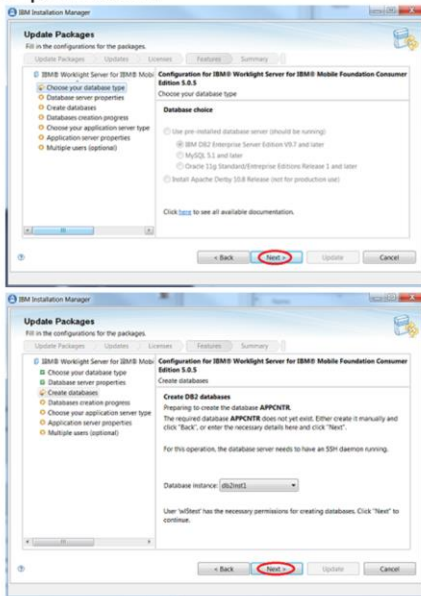 IBM Installation Manager
Update Packages
Fill in the configurations for the packages.
Update Packages Updates Licenses Features Summary
IBM® Worklight Server for IBM® Mobi
Choose your database type
Database server properties
Create databases
Databases creation progress
Choose your application server type
Application server properties
Multiple users (optional)
Configuration for IBM® Worklight Server for IBM® Mobile Foundation Consumer
Edition 5.0.5
Choose your database type
Database choice
Use pre-installed database server (should be running)
IBM DB2 Enterprise Server Edition V9.7 and later
MySQL 5.1 and later
Oracle 11g Standard/Entreprise Editions Release 1 and later
Install Apache Derby 10.8 Release (not for production use)
Click here to see all available documentation.
< Back Next > Update Cancel
IBM Installation Manager
Update Packages
Fill in the configurations for the packages.
Update Packages Updates Licenses Features Summary
IBM® Worklight Server for IBM® Mobi
Choose your database type
Database server properties
Create databases
Databases creation progress
Choose your application server type
Application server properties
Multiple users (optional)
Configuration for IBM® Worklight Server for IBM® Mobile Foundation Consumer
Edition 5.0.5
Create databases
Create DB2 databases
Preparing to create the database APPCNTR.
The required database APPCNTR does not yet exist. Either create it manually and
click "Back", or enter the necessary details here and click "Next".
For this operation, the database server needs to have an SSH daemon running.
Database instance: db2inst1
User 'wlStest' has the necessary permissions for creating databases. Click "Next" to
continue.
< Back Next > Update Cancel